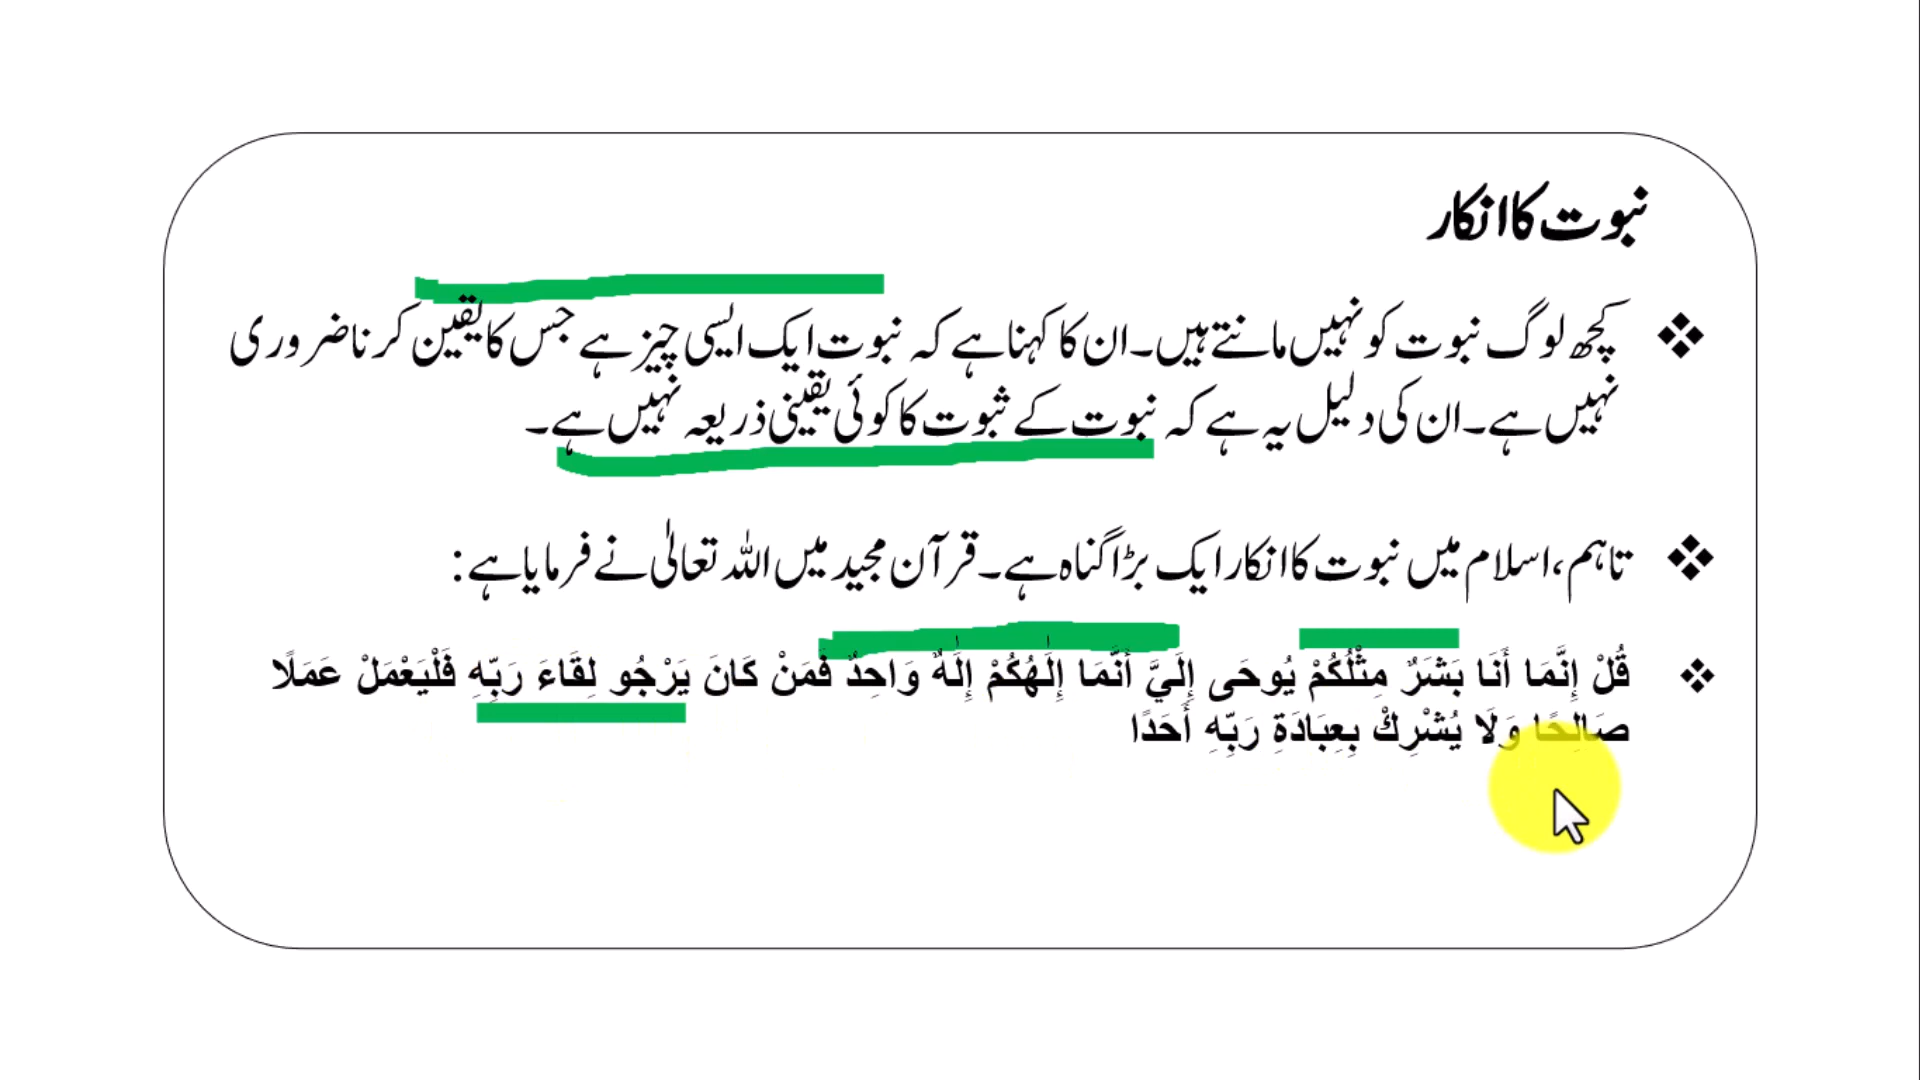 نبوت کا انکار
کچھ لوگ نبوت کو نہیں مانتے ہیں۔ ان کا کہنا ہے کہ نبوت ایک ایسی چیز ہے جس کا یقین کرنا ضروری
نہیں ہے۔ ان کی دلیل یہ ہے کہ نبوت کے ثبوت کا کوئی یقینی ذریعہ نہیں ہے۔
تاہم، اسلام میں نبوت کا انکار ایک بڑا گناہ ہے۔ قرآن مجید میں اللہ تعالیٰ نے فرمایا ہے:
قُلْ إِنَّمَا أَنَا بَشَرٌ مِثْلُكُمْ يُوحَى إِلَيَّ أَنَّمَا إِلَٰهُكُمْ إِلَٰهٌ وَاحِدٌ فَمَنْ كَانَ يَرْجُو لِقَاءَ رَبِّهِ فَلْيَعْمَلْ عَمَلًا
صَالِحًا وَلَا يُشْرِكْ بِعِبَادَةِ رَبِّهِ أَحَدًا